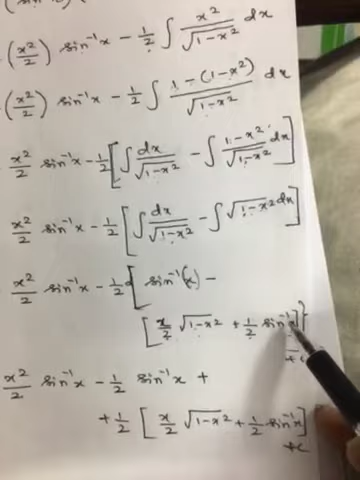 (x²/2) sin⁻¹x − 1/2 ∫ x²/√(1−x²) dx
(x²/2) sin⁻¹x − 1/2 ∫ 1−(1−x²)/√(1−x²) dx
x²/2 sin⁻¹x − 1/2 [∫ dx/√(1−x²) − ∫ 1−x²/√(1−x²) dx]
x²/2 sin⁻¹x − 1/2 [∫ dx/√(1−x²) − ∫ √(1−x²) dx]
x²/2 sin⁻¹x − 1/2 [sin⁻¹(x) −
[x/2 √(1−x²) + 1/2 sin⁻¹x]}
+c
x²/2 sin⁻¹x − 1/2 sin⁻¹x +
+ 1/2 [x/2 √(1−x²) + 1/2 sin⁻¹x]
+c